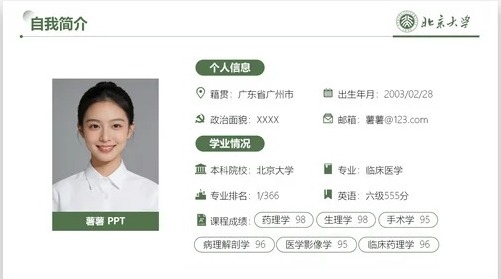 自我简介
北京大学
个人信息
籍贯：广东省广州市
出生年月：2003/02/28
政治面貌：XXXX
邮箱：薯薯@123.com
学业情况
本科院校：北京大学
专业：临床医学
专业排名：1/366
英语：六级555分
课程成绩：
药理学 98
生理学 98
手术学 95
病理解剖学 96
医学影像学 95
临床药理学 96
薯薯 PPT